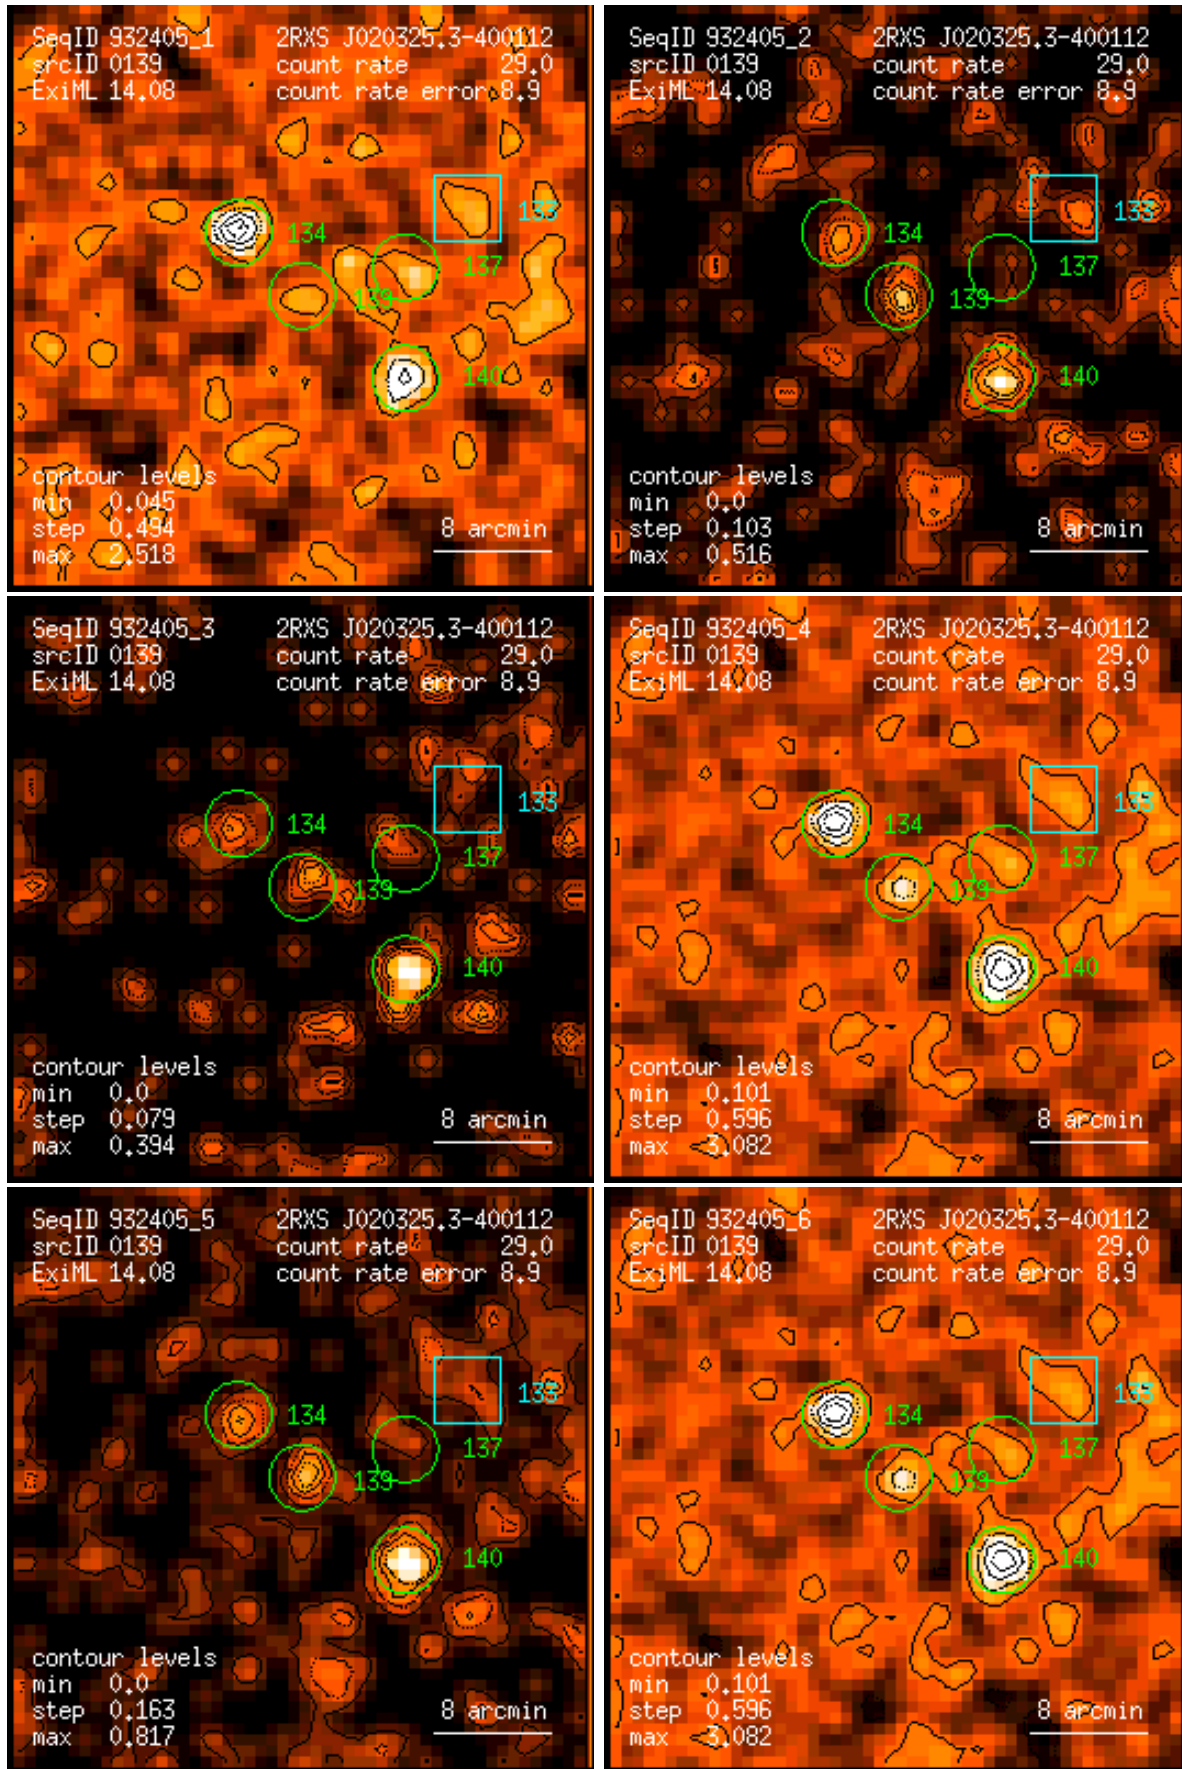 SeqID 932405_1 2RXS J020325.3-400112
srcID 0139 count rate 29.0
ExiML 14.08 count rate error 8.9
133
134
137
139
140
contour levels
min 0.045
step 0.494
max 2.518
8 arcmin
SeqID 932405_2 2RXS J020325.3-400112
srcID 0139 count rate 29.0
ExiML 14.08 count rate error 8.9
133
134
137
139
140
contour levels
min 0.0
step 0.103
max 0.516
8 arcmin
SeqID 932405_3 2RXS J020325.3-400112
srcID 0139 count rate 29.0
ExiML 14.08 count rate error 8.9
133
134
137
139
140
contour levels
min 0.0
step 0.079
max 0.394
8 arcmin
SeqID 932405_4 2RXS J020325.3-400112
srcID 0139 count rate 29.0
ExiML 14.08 count rate error 8.9
133
134
137
139
140
contour levels
min 0.101
step 0.596
max 3.082
8 arcmin
SeqID 932405_5 2RXS J020325.3-400112
srcID 0139 count rate 29.0
ExiML 14.08 count rate error 8.9
133
134
137
139
140
contour levels
min 0.0
step 0.163
max 0.817
8 arcmin
SeqID 932405_6 2RXS J020325.3-400112
srcID 0139 count rate 29.0
ExiML 14.08 count rate error 8.9
133
134
137
139
140
contour levels
min 0.101
step 0.596
max 3.082
8 arcmin